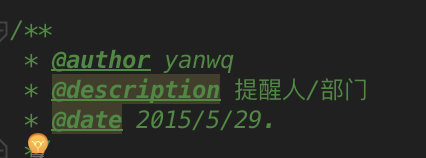 /**
* @author yanwq
* @description 提醒人/部门
* @date 2015/5/29.
*